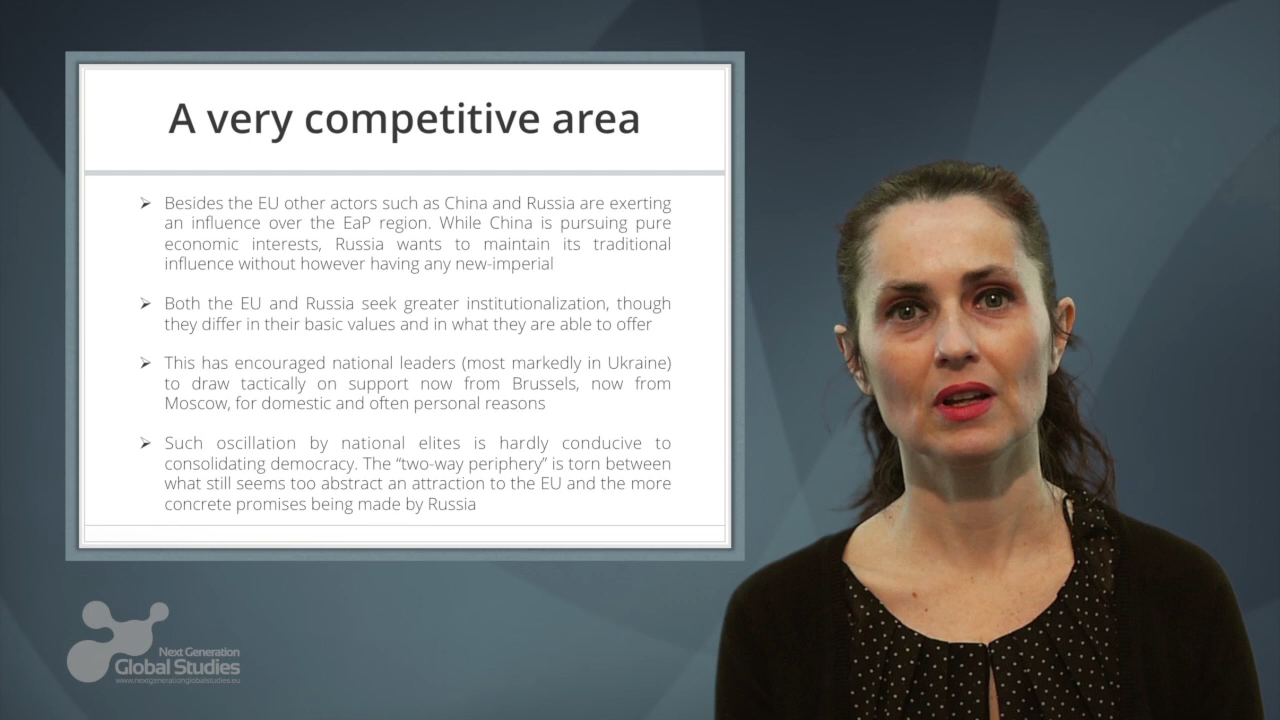 A very competitive area
Besides the EU other actors such as China and Russia are exerting
an influence over the EaP region. While China is pursuing pure
economic interests, Russia wants to maintain its traditional
influence without however having any new-imperial
Both the EU and Russia seek greater institutionalization, though
they differ in their basic values and in what they are able to offer
This has encouraged national leaders (most markedly in Ukraine)
to draw tactically on support now from Brussels, now from
Moscow, for domestic and often personal reasons
Such oscillation by national elites is hardly conducive to
consolidating democracy. The “two-way periphery” is torn between
what still seems too abstract an attraction to the EU and the more
concrete promises being made by Russia
Next Generation
Global Studies
www.nextgenerationglobalstudies.eu